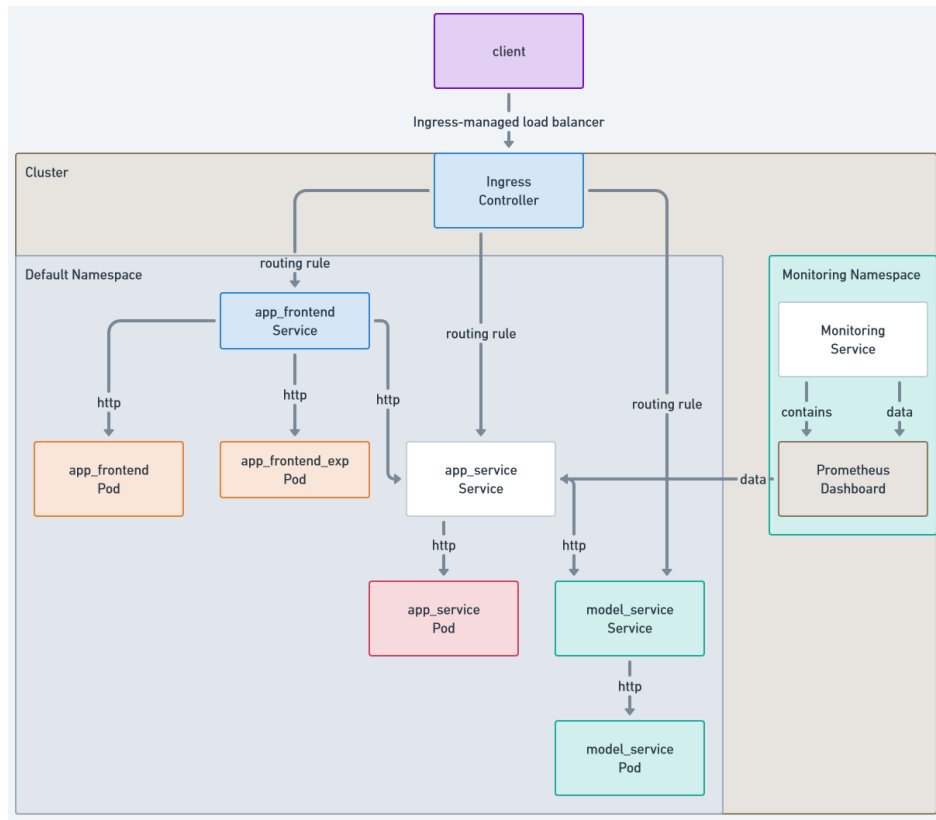 client
Ingress-managed load balancer
Cluster
Ingress
Controller
routing rule
Default Namespace
Monitoring Namespace
app_frontend
Service
Monitoring
Service
routing rule
http
http
http
routing rule
contains
data
app_frontend
Pod
app_frontend_exp
Pod
app_service
Service
Prometheus
Dashboard
data
http
http
app_service
Pod
model_service
Service
http
model_service
Pod